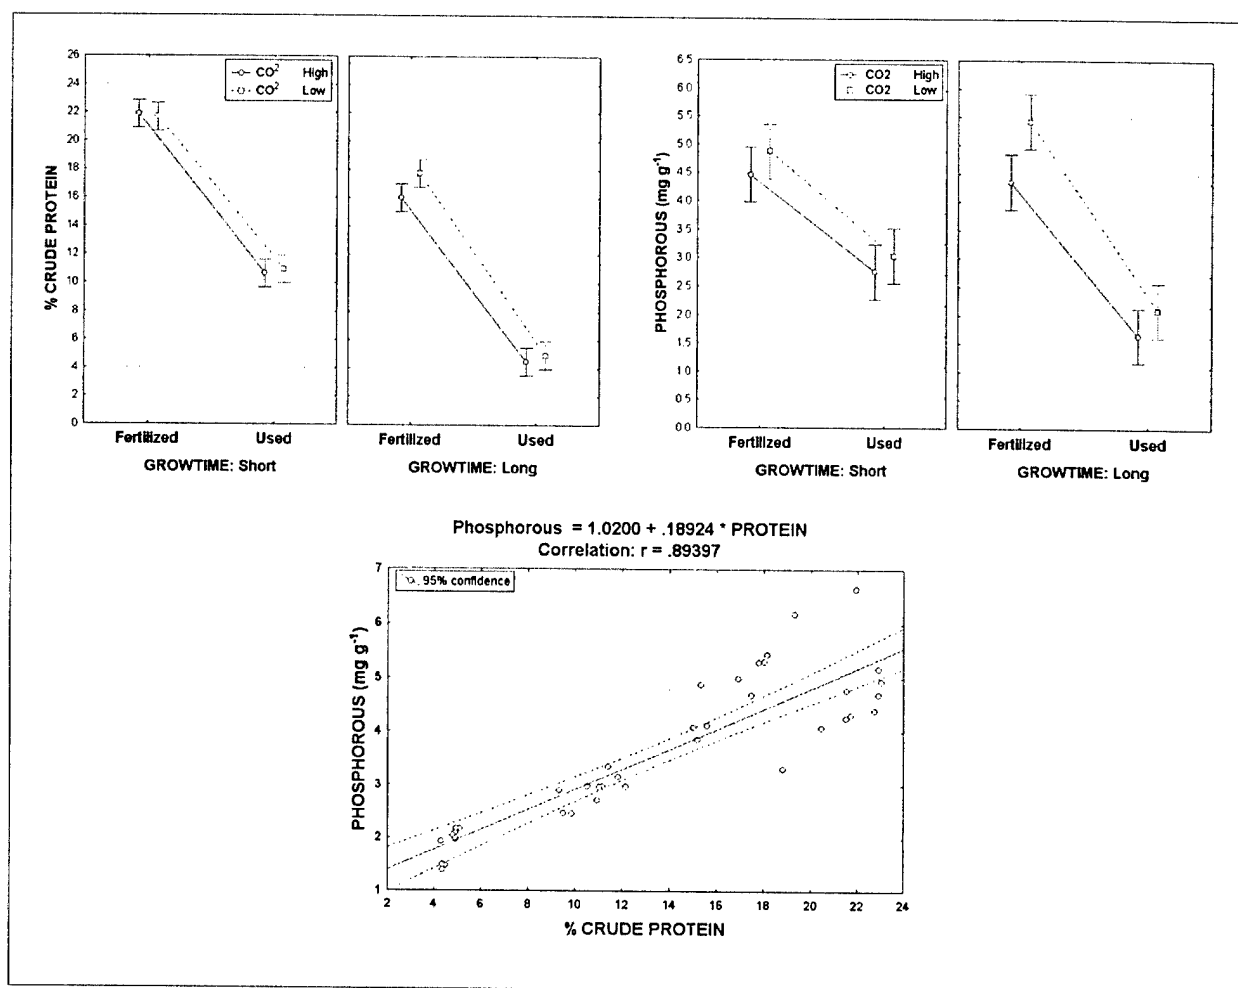 26
24
22
20
18
16
14
12
10
8
6
4
2
0
% CRUDE PROTEIN
CO² High
CO² Low
Fertilized Used
GROWTIME: Short
Fertilized Used
GROWTIME: Long
6.5
6.0
5.5
5.0
4.5
4.0
3.5
3.0
2.5
2.0
1.5
1.0
0.5
0.0
PHOSPHOROUS (mg g⁻¹)
CO2 High
CO2 Low
Fertilized Used
GROWTIME: Short
Fertilized Used
GROWTIME: Long
Phosphorous = 1.0200 + .18924 * PROTEIN
Correlation: r = .89397
95% confidence
7
6
5
4
3
2
1
PHOSPHOROUS (mg g⁻¹)
2 4 6 8 10 12 14 16 18 20 22 24
% CRUDE PROTEIN